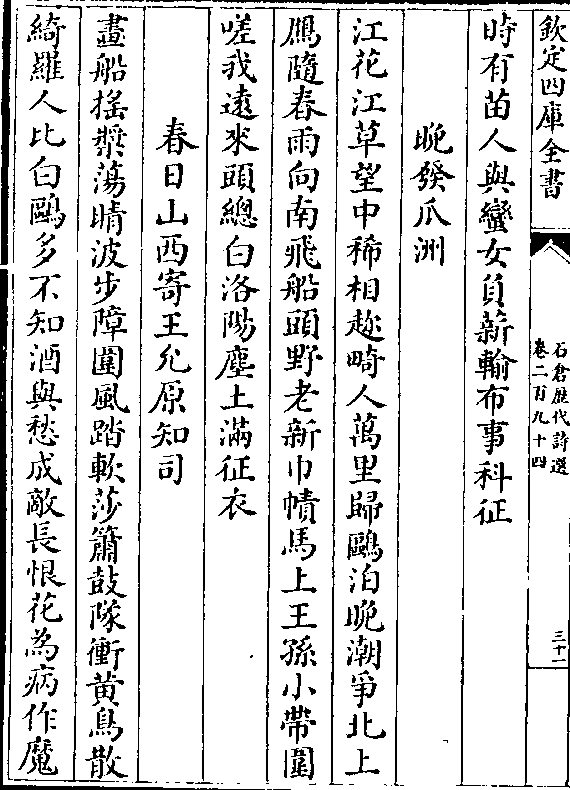 欽定四庫全書
石倉歷代詩選
卷二百九十四
三十一
時有苗人與蠻女負薪輸布事科征
晚發瓜洲
江花江草望中稀相趂畸人萬里歸鷗泊晚潮爭北上
鴈隨春雨向南飛船頭野老新巾幘馬上王孫小帶圍
嗟我遠來頭總白洛陽塵土滿征衣
春日山西寄王允原知司
畫船搖槳蕩晴波步障圍風踏軟莎簫鼓隊衝黄鳥散
綺羅人比白鷗多不知酒與愁成敵長恨花為病作魔